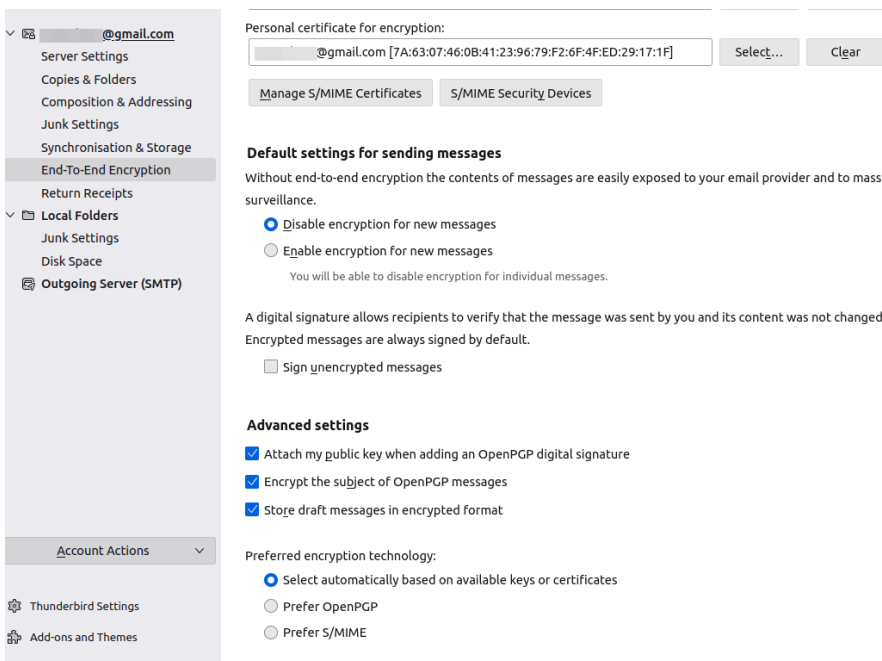 @gmail.com
Server Settings
Copies & Folders
Composition & Addressing
Junk Settings
Synchronisation & Storage
End-To-End Encryption
Return Receipts
Local Folders
Junk Settings
Disk Space
Outgoing Server (SMTP)
Account Actions
Thunderbird Settings
Add-ons and Themes
Personal certificate for encryption:
@gmail.com [7A:63:07:46:0B:41:23:96:79:F2:6F:4F:ED:29:17:1F]
Select...
Clear
Manage S/MIME Certificates
S/MIME Security Devices
Default settings for sending messages
Without end-to-end encryption the contents of messages are easily exposed to your email provider and to mass
surveillance.
Disable encryption for new messages
Enable encryption for new messages
You will be able to disable encryption for individual messages.
A digital signature allows recipients to verify that the message was sent by you and its content was not changed
Encrypted messages are always signed by default.
Sign unencrypted messages
Advanced settings
Attach my public key when adding an OpenPGP digital signature
Encrypt the subject of OpenPGP messages
Store draft messages in encrypted format
Preferred encryption technology:
Select automatically based on available keys or certificates
Prefer OpenPGP
Prefer S/MIME